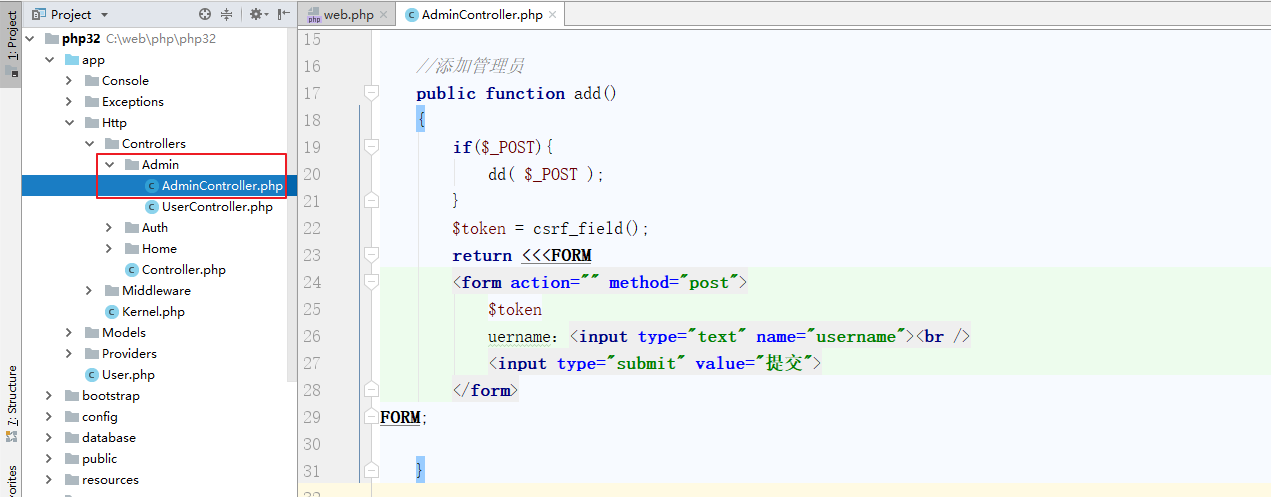 1: Project
7: Structure
Project
php32 C:\web\php\php32
app
Console
Exceptions
Http
Controllers
Admin
AdminController.php
UserController.php
Auth
Home
Controller.php
Middleware
Kernel.php
Models
Providers
User.php
bootstrap
config
database
public
resources
web.php
AdminController.php
15
16 //添加管理员
17 public function add()
18 {
19 if($_POST){
20 dd( $_POST );
21 }
22 $token = csrf_field();
23 return <<<FORM
24 <form action="" method="post">
25 $token
26 uername: <input type="text" name="username"><br />
27 <input type="submit" value="提交">
28 </form>
29 FORM;
30
31 }